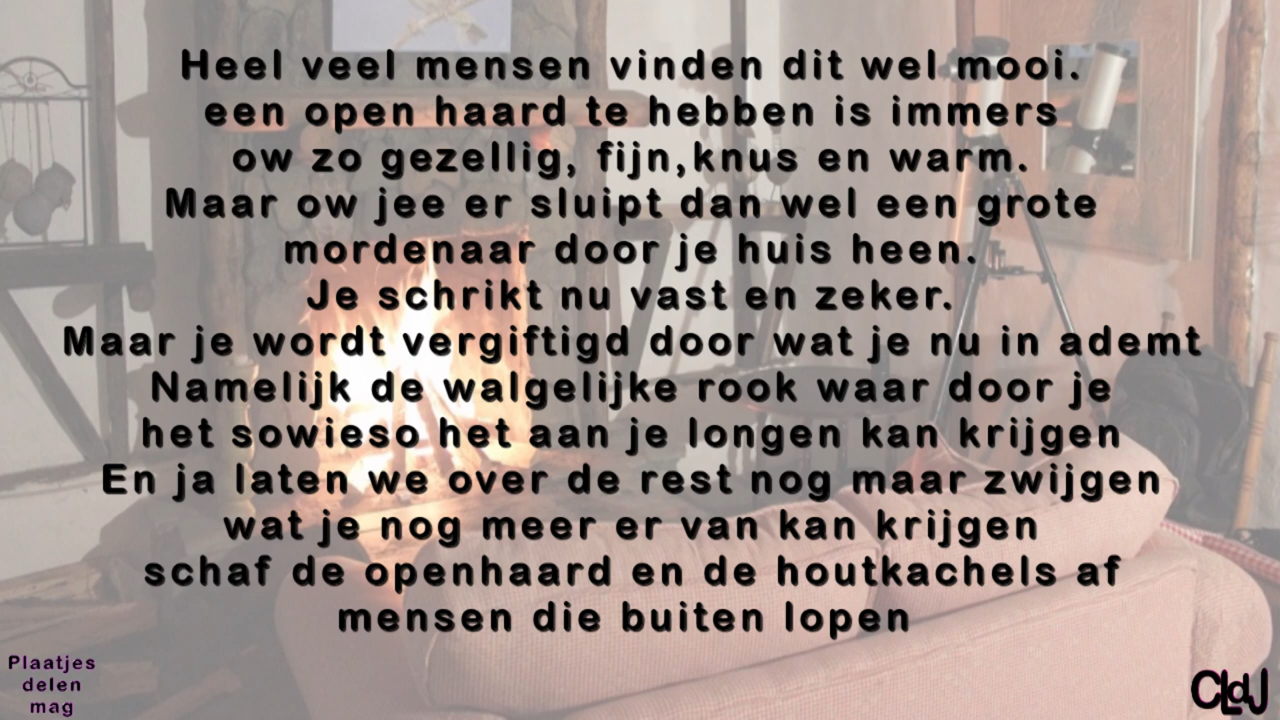 Heel veel mensen vinden dit wel mooi.
een open haard te hebben is immers
ow zo gezellig, fijn,knus en warm.
Maar ow jee er sluipt dan wel een grote
mordenaar door je huis heen.
Je schrikt nu vast en zeker.
Maar je wordt vergiftigd door wat je nu in ademt
Namelijk de walgelijke rook waar door je
het sowieso het aan je longen kan krijgen
En ja laten we over de rest nog maar zwijgen
wat je nog meer er van kan krijgen
schaf de openhaard en de houtkachels af
mensen die buiten lopen
Plaatjes
delen
mag
CLdJ